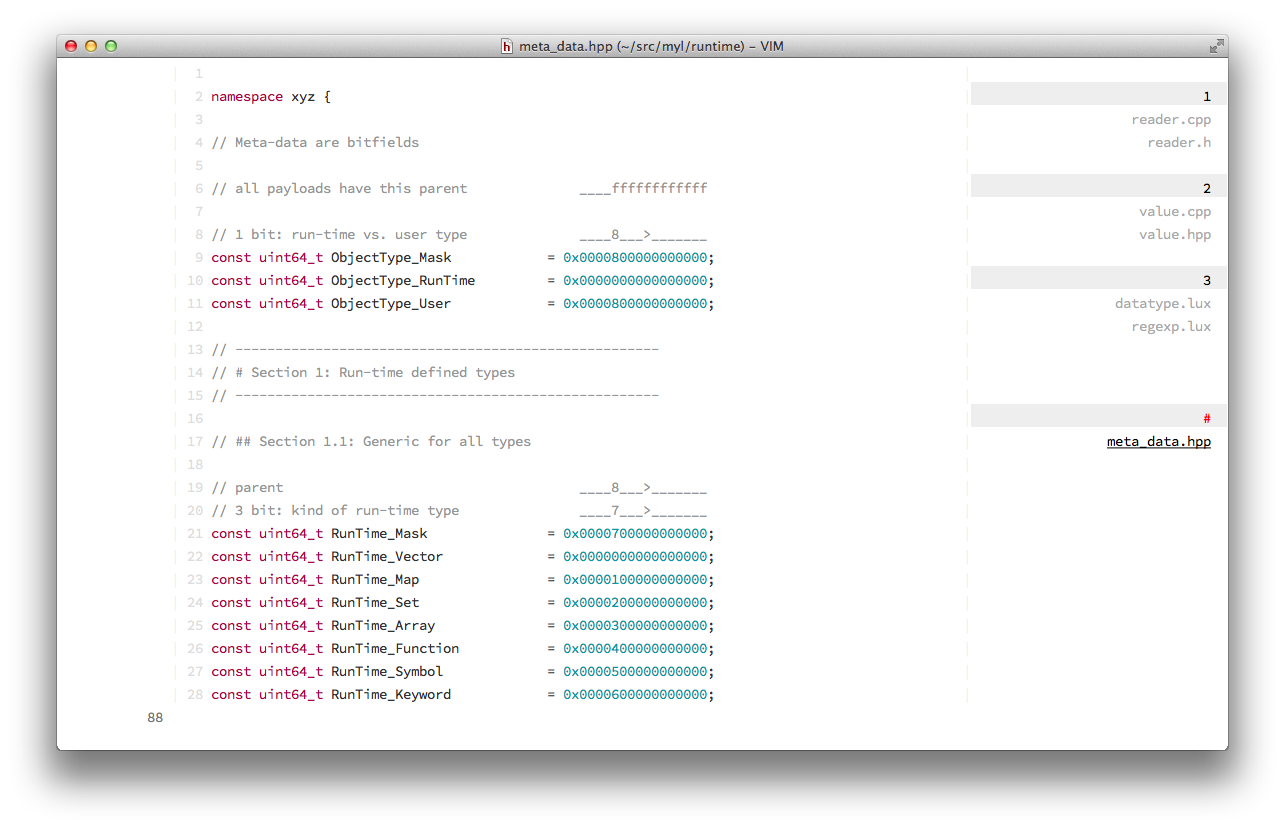 meta_data.hpp (~/src/myl/runtime) – VIM
1
2 namespace xyz {
3
4 // Meta-data are bitfields
5
6 // all payloads have this parent ____ffffffffffff
7
8 // 1 bit: run-time vs. user type ____8___>_______
9 const uint64_t ObjectType_Mask = 0x0000800000000000;
10 const uint64_t ObjectType_RunTime = 0x0000000000000000;
11 const uint64_t ObjectType_User = 0x0000800000000000;
12
13 // -----------------------------------------------------
14 // # Section 1: Run-time defined types
15 // -----------------------------------------------------
16
17 // ## Section 1.1: Generic for all types
18
19 // parent ____8___>_______
20 // 3 bit: kind of run-time type ____7___>_______
21 const uint64_t RunTime_Mask = 0x0000700000000000;
22 const uint64_t RunTime_Vector = 0x0000000000000000;
23 const uint64_t RunTime_Map = 0x0000100000000000;
24 const uint64_t RunTime_Set = 0x0000200000000000;
25 const uint64_t RunTime_Array = 0x0000300000000000;
26 const uint64_t RunTime_Function = 0x0000400000000000;
27 const uint64_t RunTime_Symbol = 0x0000500000000000;
28 const uint64_t RunTime_Keyword = 0x0000600000000000;
88
1
reader.cpp
reader.h
2
value.cpp
value.hpp
3
datatype.lux
regexp.lux
#
meta_data.hpp